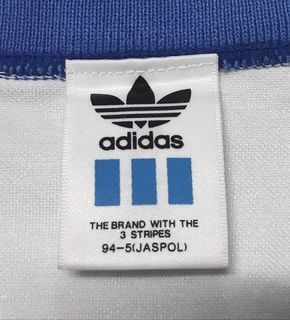 adidas
THE BRAND WITH THE
3 STRIPES
94-5(JASPOL)